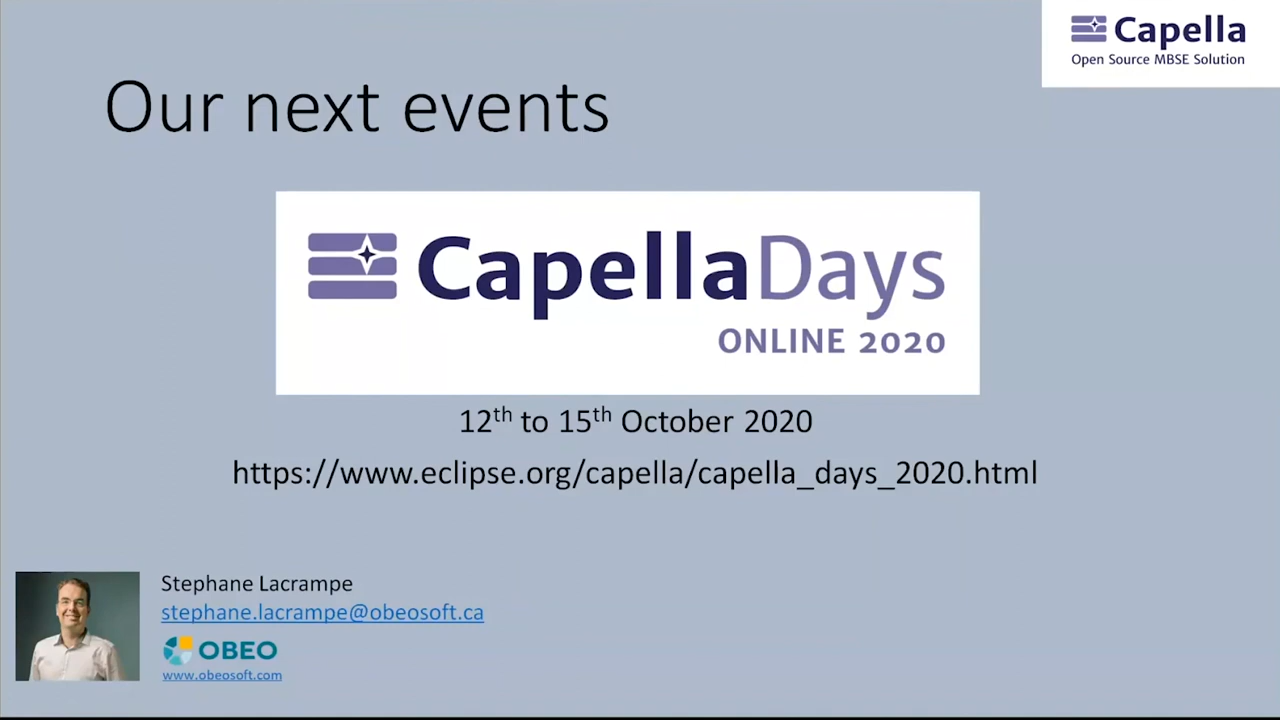 Capella
Open Source MBSE Solution
Our next events
CapellaDays
ONLINE 2020
12th to 15th October 2020
https://www.eclipse.org/capella/capella_days_2020.html
Stephane Lacrampe
stephane.lacrampe@obeosoft.ca
OBEO
www.obeosoft.com